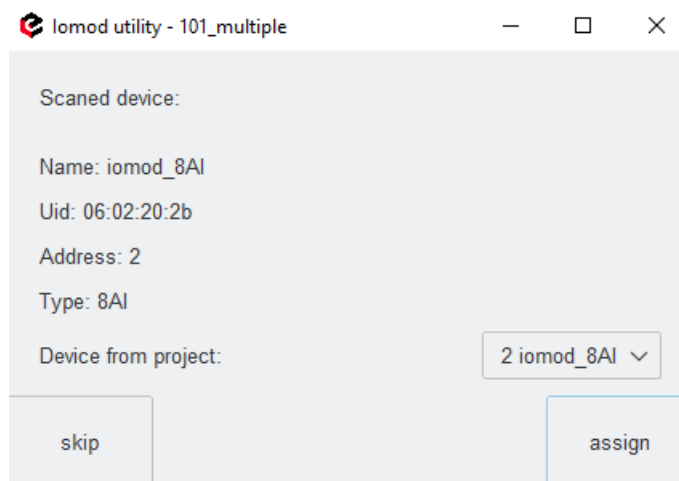 Iomod utility - 101_multiple
Scaned device:
Name: iomod_8AI
Uid: 06:02:20:2b
Address: 2
Type: 8AI
Device from project: 2 iomod_8AI
skip assign